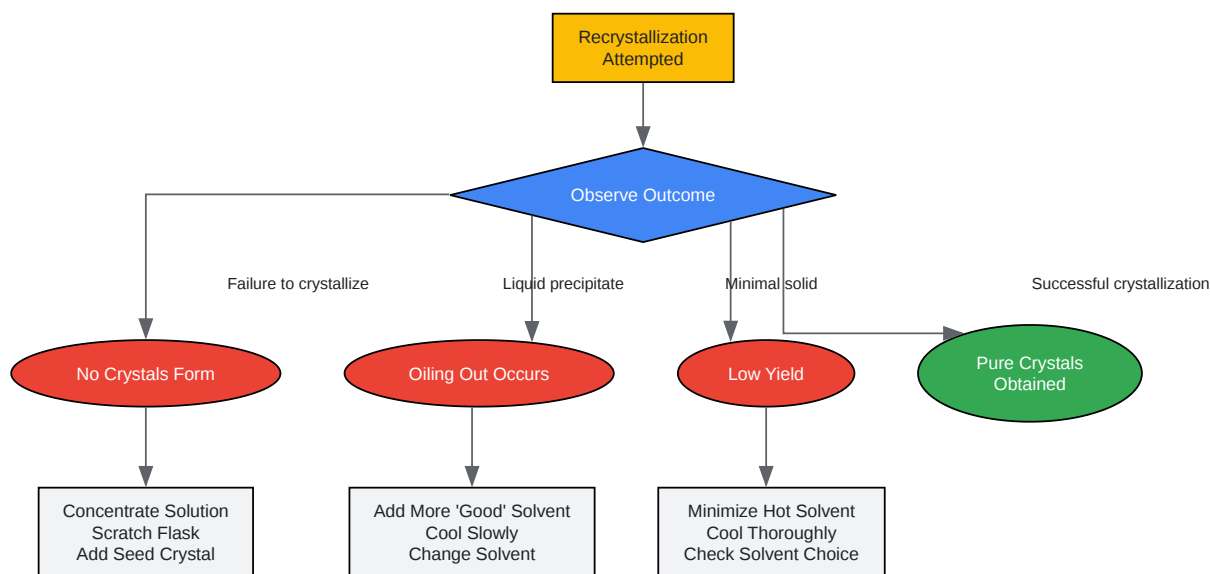 Recrystallization
Attempted
Observe Outcome
Failure to crystallize
Liquid precipitate
Minimal solid
Successful crystallization
No Crystals Form
Oiling Out Occurs
Low Yield
Pure Crystals
Obtained
Concentrate Solution
Scratch Flask
Add Seed Crystal
Add More 'Good' Solvent
Cool Slowly
Change Solvent
Minimize Hot Solvent
Cool Thoroughly
Check Solvent Choice